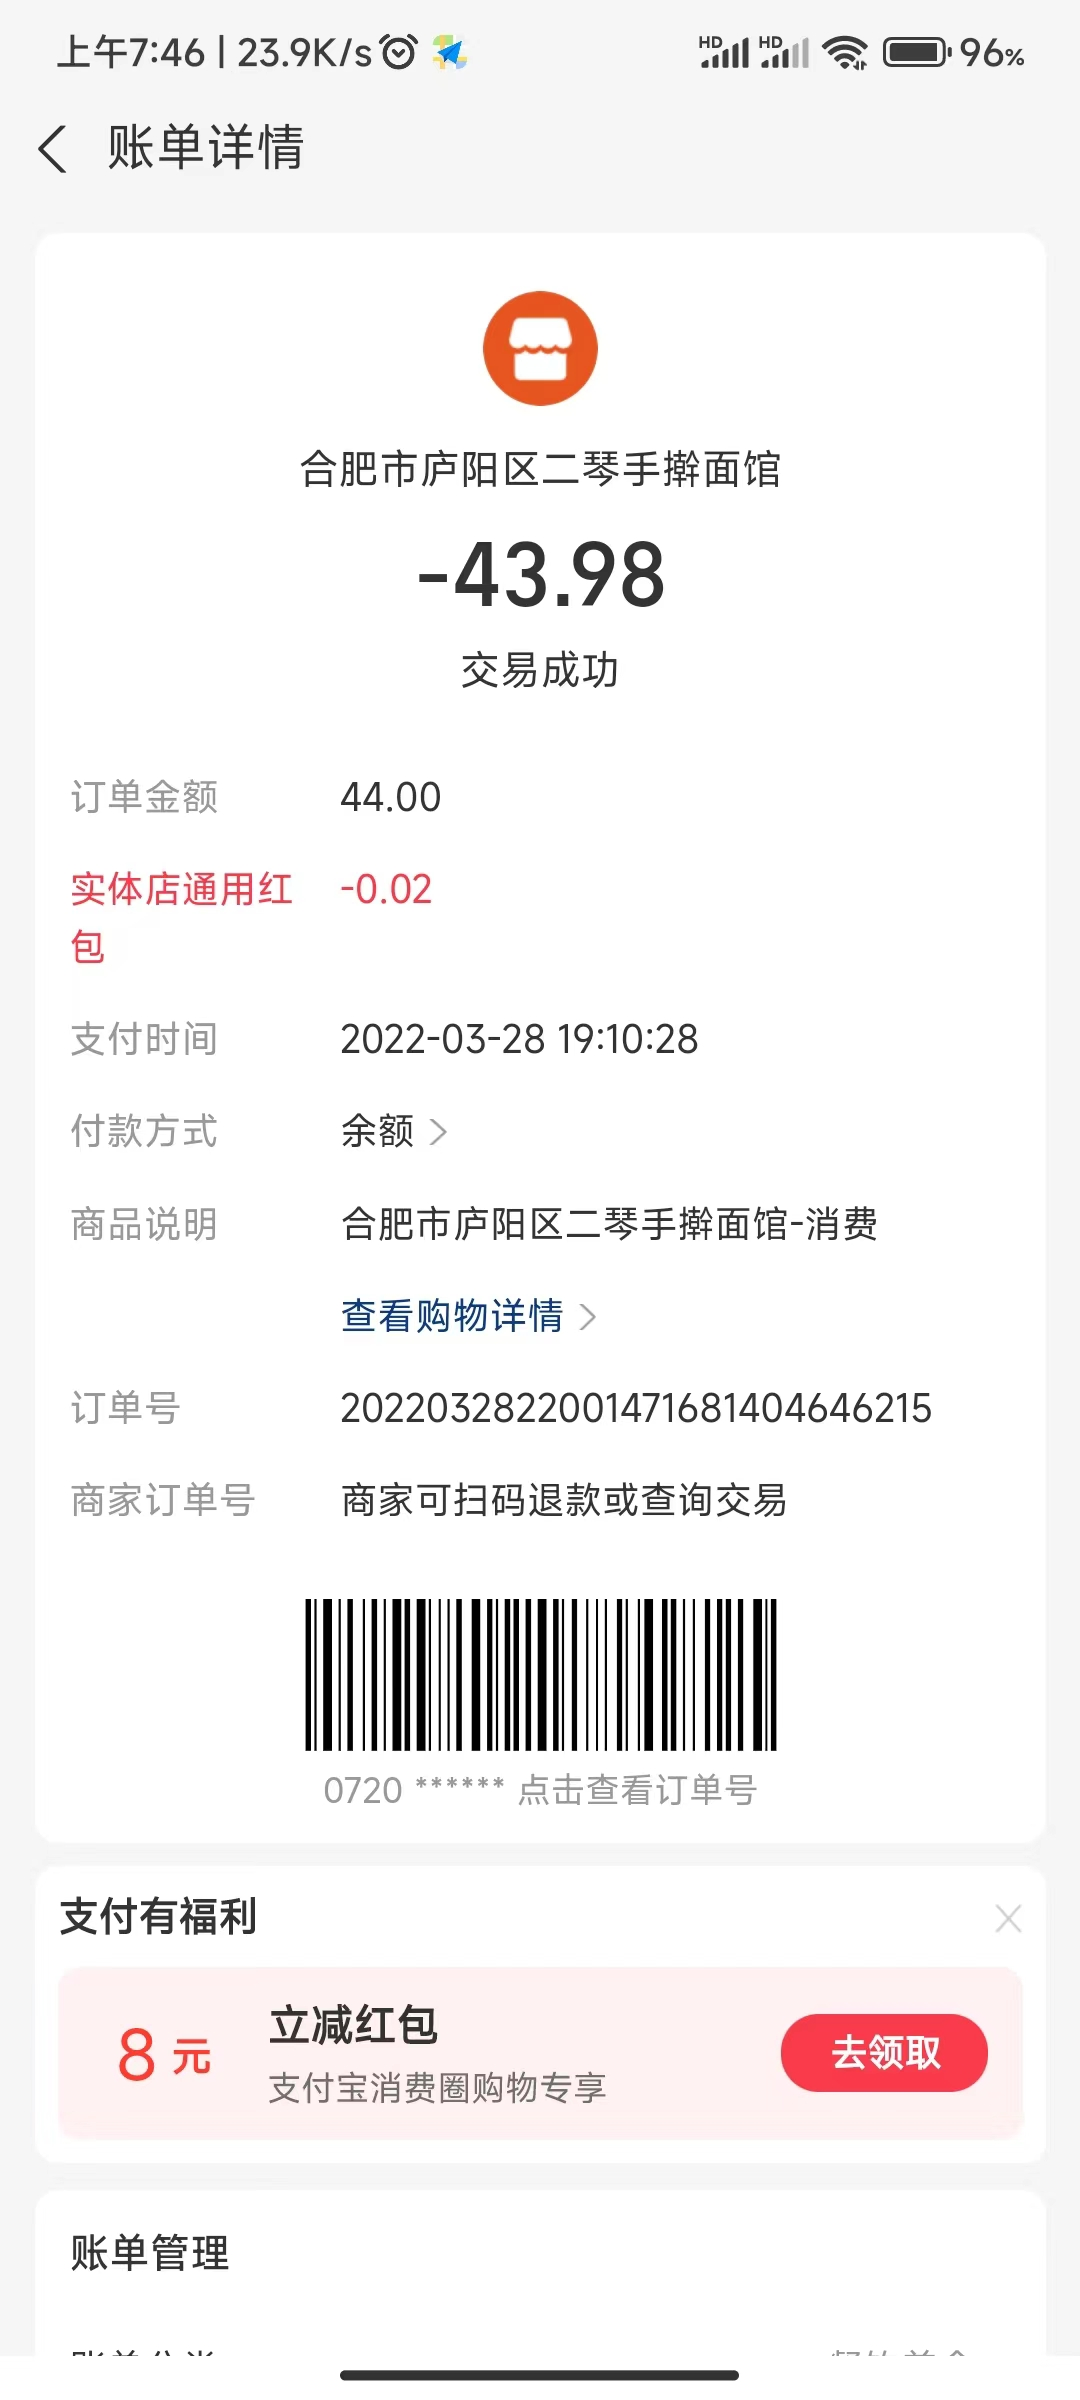 上午7:46 | 23.9K/s
HD HD 96%
账单详情
合肥市庐阳区二琴手擀面馆
-43.98
交易成功
订单金额 44.00
实体店通用红 -0.02
包
支付时间 2022-03-28 19:10:28
付款方式 余额
商品说明 合肥市庐阳区二琴手擀面馆-消费
查看购物详情
订单号 20220328220014716814046​46215
商家订单号 商家可扫码退款或查询交易
0720 ****** 点击查看订单号
支付有福利
8 元
立减红包
支付宝消费圈购物专享
去领取
账单管理